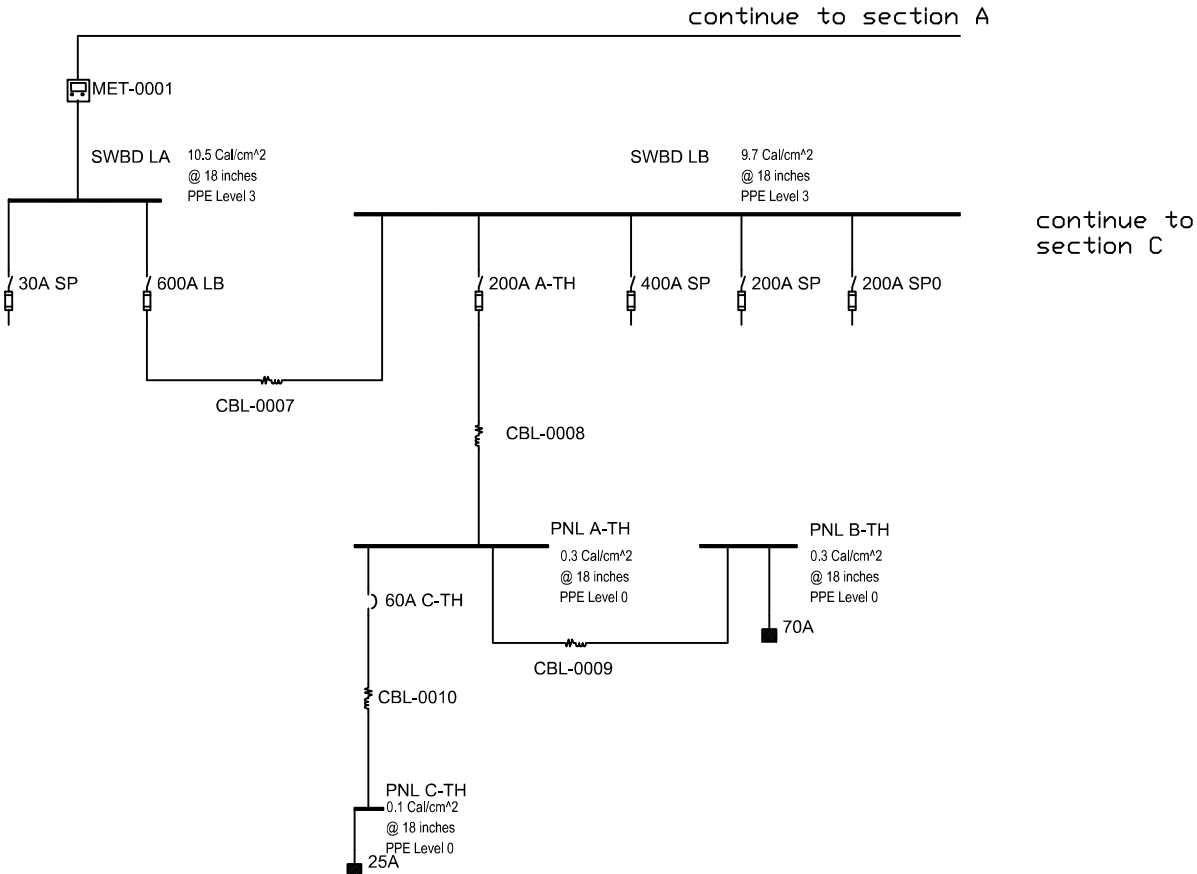 continue to section A
MET-0001
SWBD LA
10.5 Cal/cm^2
@ 18 inches
PPE Level 3
SWBD LB
9.7 Cal/cm^2
@ 18 inches
PPE Level 3
continue to
section C
30A SP
600A LB
200A A-TH
400A SP
200A SP
200A SP0
CBL-0007
CBL-0008
PNL A-TH
0.3 Cal/cm^2
@ 18 inches
PPE Level 0
PNL B-TH
0.3 Cal/cm^2
@ 18 inches
PPE Level 0
60A C-TH
70A
CBL-0009
CBL-0010
PNL C-TH
0.1 Cal/cm^2
@ 18 inches
PPE Level 0
25A